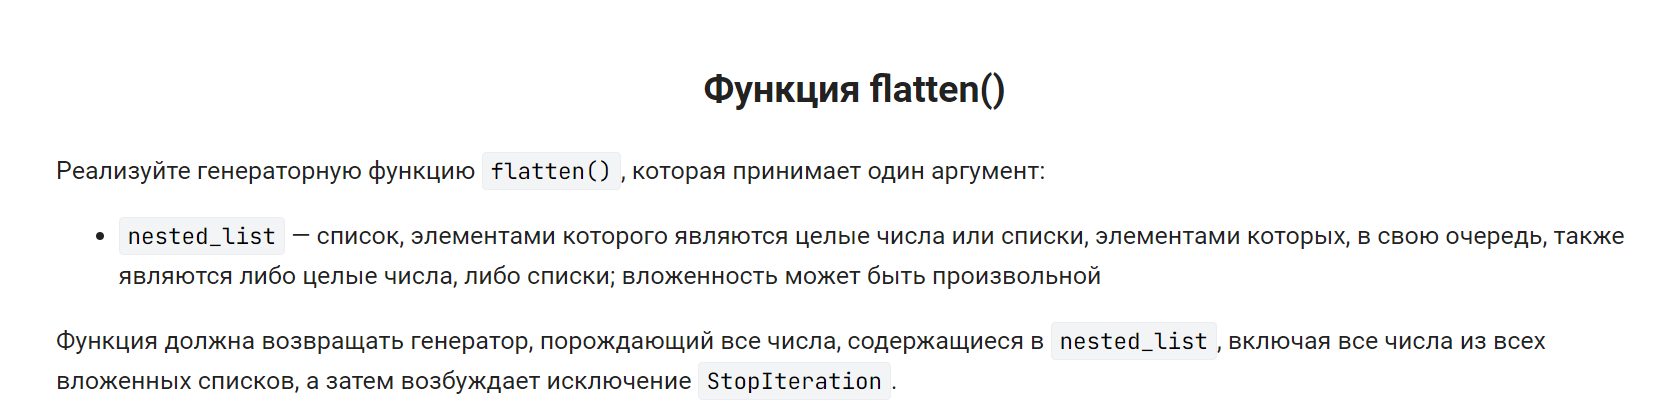 Функция flatten()
Реализуйте генераторную функцию flatten(), которая принимает один аргумент:
• nested_list — список, элементами которого являются целые числа или списки, элементами которых, в свою очередь, также
являются либо целые числа, либо списки; вложенность может быть произвольной
Функция должна возвращать генератор, порождающий все числа, содержащиеся в nested_list, включая все числа из всех
вложенных списков, а затем возбуждает исключение StopIteration.